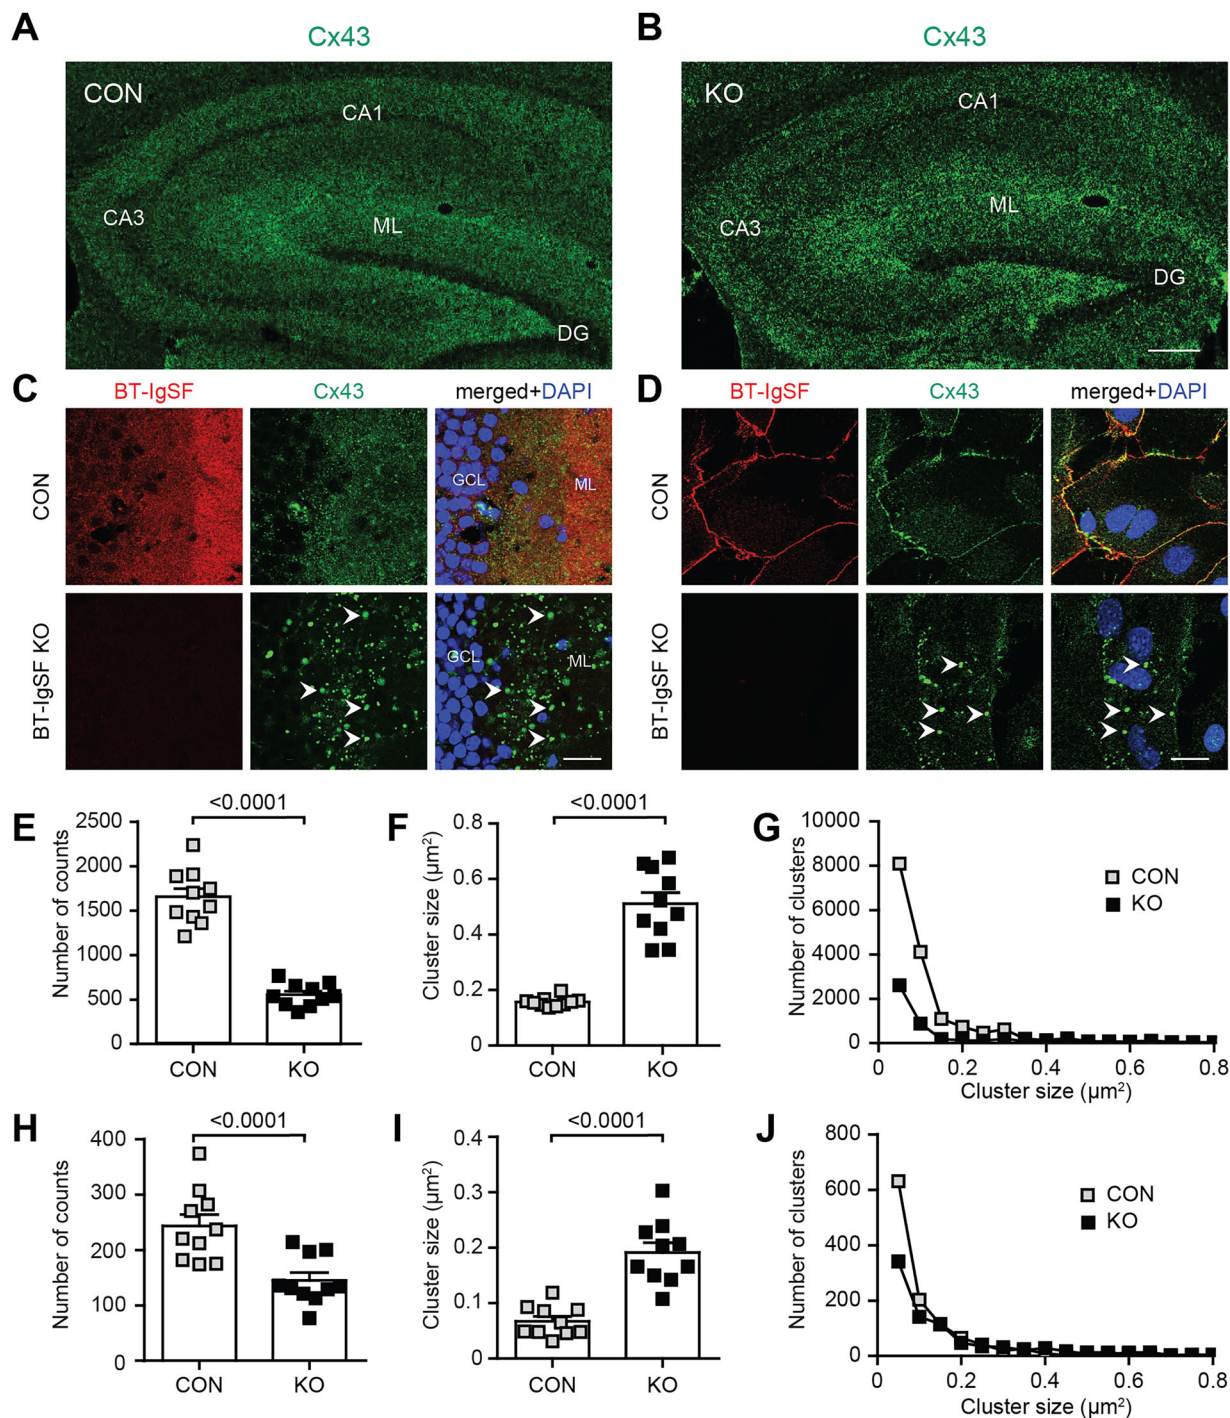 A
Cx43
CON
CA1
CA3
ML
DG
B
Cx43
KO
CA1
ML
CA3
DG
C
BT-IgSF
Cx43
merged+DAPI
CON
GCL
ML
BT-IgSF KO
GCL
ML
D
BT-IgSF
Cx43
merged+DAPI
CON
BT-IgSF KO
E
<0.0001
Number of counts
2500
2000
1500
1000
500
0
CON KO
F
<0.0001
Cluster size (µm²)
0.8
0.6
0.4
0.2
0
CON KO
G
Number of clusters
10000
8000
6000
4000
2000
0
CON
KO
0 0.2 0.4 0.6 0.8
Cluster size (µm²)
H
<0.0001
Number of counts
400
300
200
100
0
CON KO
I
<0.0001
Cluster size (µm²)
0.4
0.3
0.2
0.1
0
CON KO
J
Number of clusters
800
600
400
200
0
CON
KO
0 0.2 0.4 0.6 0.8
Cluster size (µm²)